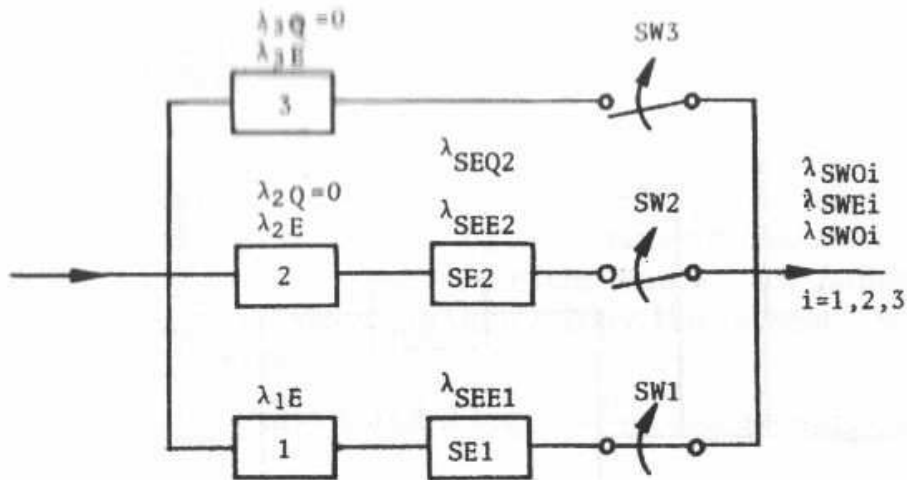 λ3Q=0
λ3E
SW3
3
λSEQ2
λ2Q=0
λ2E
λSEE2
SW2
λSWOi
λSWEi
λSWOi
2
SE2
i=1,2,3
λ1E
λSEE1
SW1
1
SE1